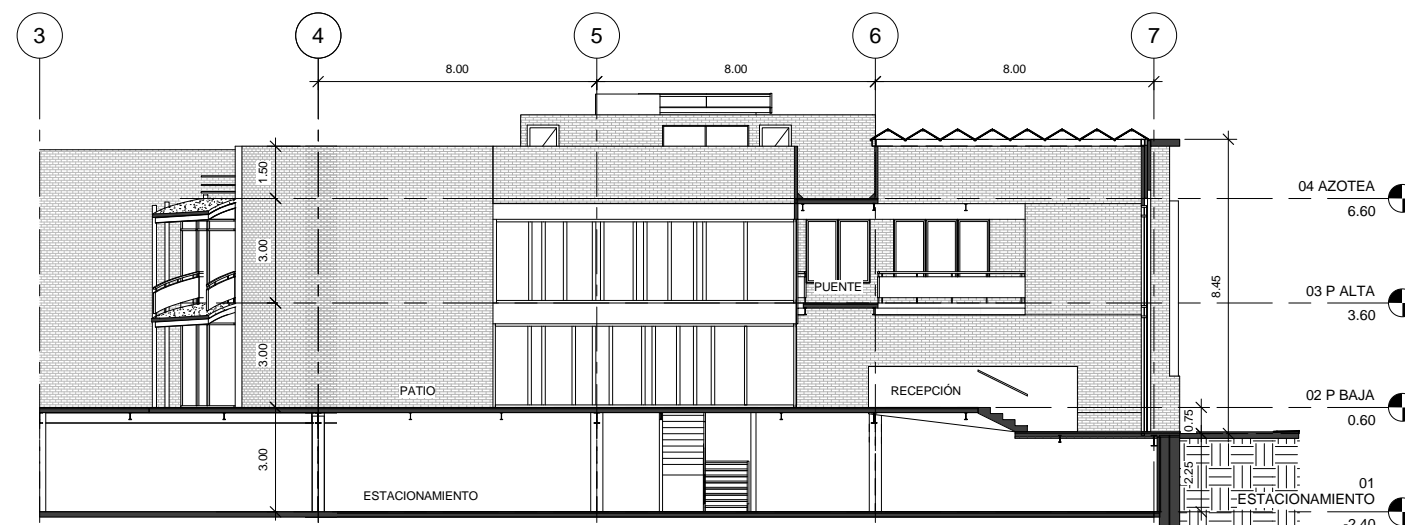 3
4
5
6
7
8.00
8.00
8.00
1.50
04 AZOTEA
6.60
3.00
8.45
PUENTE
03 P ALTA
3.60
3.00
PATIO
RECEPCIÓN
02 P BAJA
0.60
0.75
3.00
2.25
ESTACIONAMIENTO
01
ESTACIONAMIENTO
-2.40